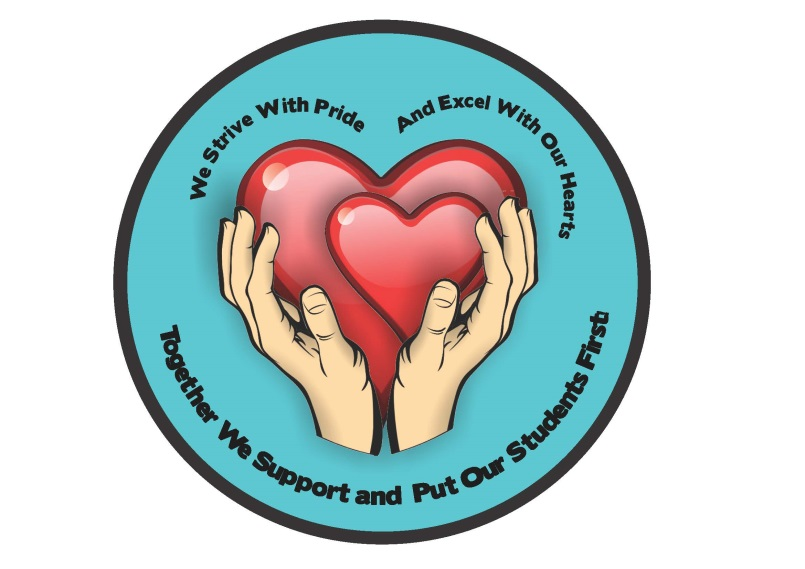 We Strive With Pride
And Excel With Our Hearts
Together We Support and Put Our Students First!